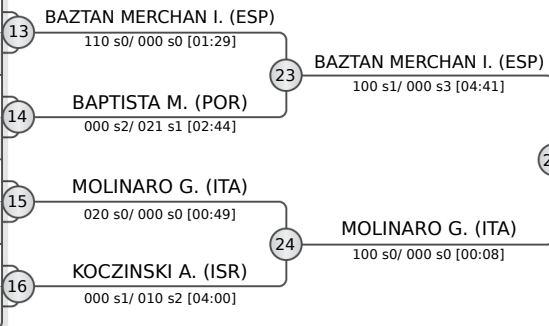 BAZTAN MERCHAN I. (ESP)
13
110 s0/ 000 s0 [01:29]
BAZTAN MERCHAN I. (ESP)
23
100 s1/ 000 s3 [04:41]
BAPTISTA M. (POR)
14
000 s2/ 021 s1 [02:44]
MOLINARO G. (ITA)
15
020 s0/ 000 s0 [00:49]
MOLINARO G. (ITA)
24
100 s0/ 000 s0 [00:08]
KOCZINSKI A. (ISR)
16
000 s1/ 010 s2 [04:00]